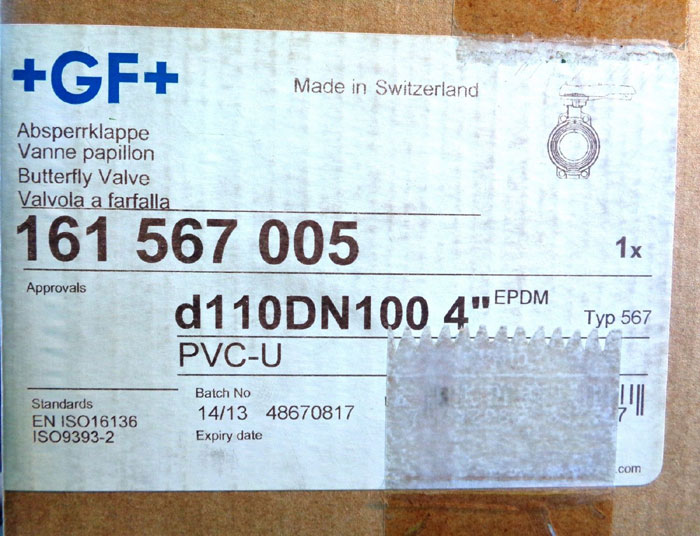 +GF+
Made in Switzerland
Absperrklappe
Vanne papillon
Butterfly Valve
Valvola a farfalla
161 567 005
1x
Approvals
d110DN100 4" EPDM
Typ 567
PVC-U
Standards
EN ISO16136
ISO9393-2
Batch No
14/13 48670817
Expiry date
7
.com